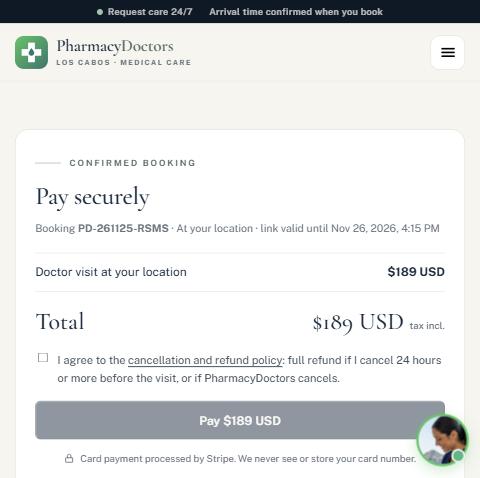 Request care 24/7 Arrival time confirmed when you book
PharmacyDoctors
LOS CABOS · MEDICAL CARE
CONFIRMED BOOKING
Pay securely
Booking PD-261125-RSMS · At your location · link valid until Nov 26, 2026, 4:15 PM
Doctor visit at your location $189 USD
Total $189 USD tax incl.
I agree to the cancellation and refund policy: full refund if I cancel 24 hours
or more before the visit, or if PharmacyDoctors cancels.
Pay $189 USD
Card payment processed by Stripe. We never see or store your card number.